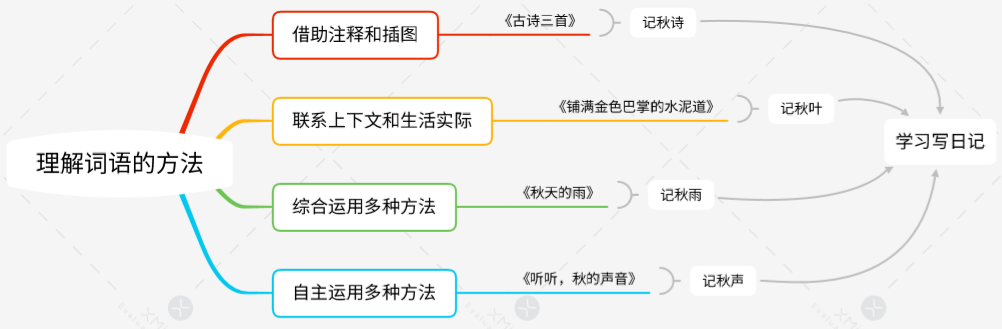 理解词语的方法
借助注释和插图
《古诗三首》
记秋诗
联系上下文和生活实际
《铺满金色巴掌的水泥道》
记秋叶
学习写日记
综合运用多种方法
《秋天的雨》
记秋雨
自主运用多种方法
《听听，秋的声音》
记秋声